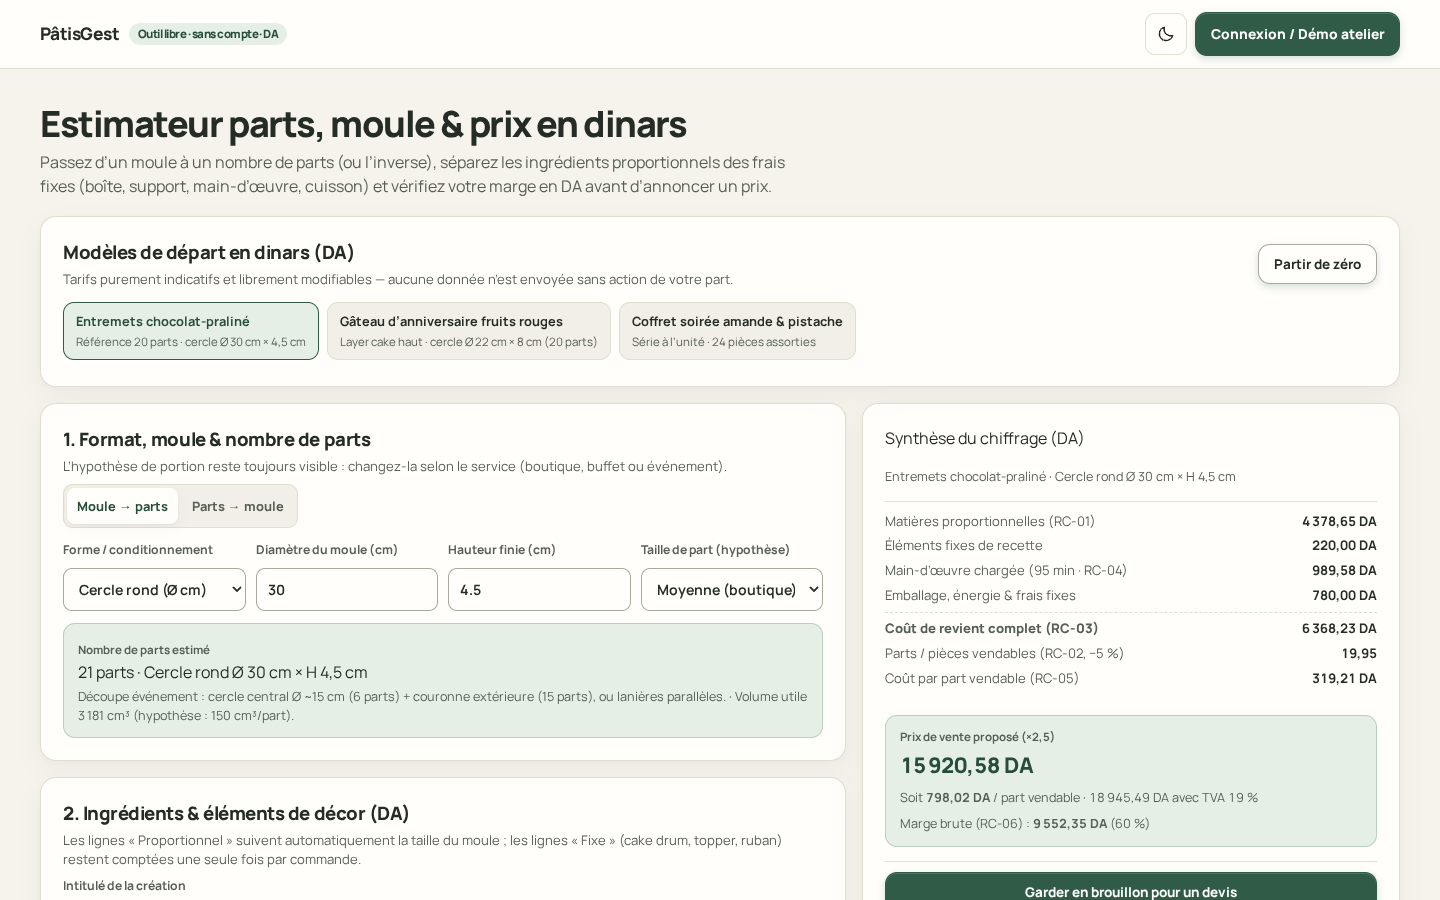 PâtisGest
Outil libre · sans compte · DA
Connexion / Démo atelier
Estimateur parts, moule & prix en dinars
Passez d’un moule à un nombre de parts (ou l’inverse), séparez les ingrédients proportionnels des frais
fixes (boîte, support, main-d’œuvre, cuisson) et vérifiez votre marge en DA avant d’annoncer un prix.
Modèles de départ en dinars (DA)
Tarifs purement indicatifs et librement modifiables — aucune donnée n'est envoyée sans action de votre part.
Partir de zéro
Entremets chocolat-praliné
Référence 20 parts · cercle Ø 30 cm × 4,5 cm
Gâteau d’anniversaire fruits rouges
Layer cake haut · cercle Ø 22 cm × 8 cm (20 parts)
Coffret soirée amande & pistache
Série à l’unité · 24 pièces assorties
1. Format, moule & nombre de parts
L’hypothèse de portion reste toujours visible : changez-la selon le service (boutique, buffet ou événement).
Moule → parts
Parts → moule
Forme / conditionnement
Diamètre du moule (cm)
Hauteur finie (cm)
Taille de part (hypothèse)
Cercle rond (Ø cm)
30
4.5
Moyenne (boutique)
Nombre de parts estimé
21 parts · Cercle rond Ø 30 cm × H 4,5 cm
Découpe événement : cercle central Ø ~15 cm (6 parts) + couronne extérieure (15 parts), ou lanières parallèles. · Volume utile
3 181 cm³ (hypothèse : 150 cm³/part).
2. Ingrédients & éléments de décor (DA)
Les lignes « Proportionnel » suivent automatiquement la taille du moule ; les lignes « Fixe » (cake drum, topper, ruban)
restent comptées une seule fois par commande.
Intitulé de la création
Synthèse du chiffrage (DA)
Entremets chocolat-praliné · Cercle rond Ø 30 cm × H 4,5 cm
Matières proportionnelles (RC-01) 4 378,65 DA
Éléments fixes de recette 220,00 DA
Main-d’œuvre chargée (95 min · RC-04) 989,58 DA
Emballage, énergie & frais fixes 780,00 DA
Coût de revient complet (RC-03) 6 368,23 DA
Parts / pièces vendables (RC-02, −5 %) 19,95
Coût par part vendable (RC-05) 319,21 DA
Prix de vente proposé (×2,5)
15 920,58 DA
Soit 798,02 DA / part vendable · 18 945,49 DA avec TVA 19 %
Marge brute (RC-06) : 9 552,35 DA (60 %)
Garder en brouillon pour un devis